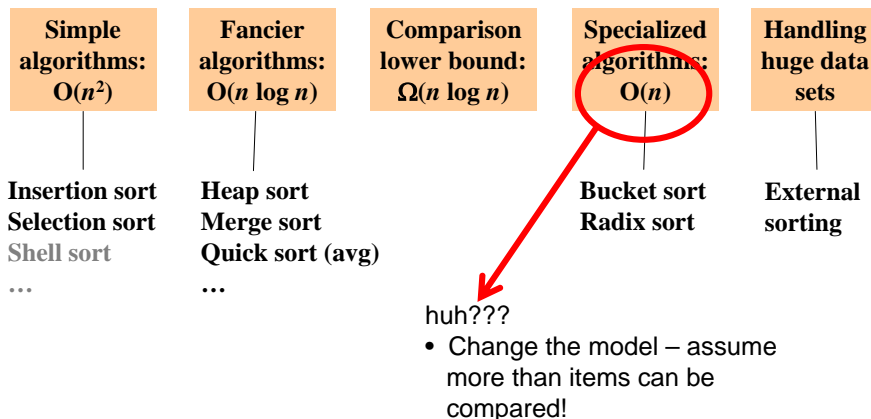 Simple
algorithms:
O(n²)
Fancier
algorithms:
O(n log n)
Comparison
lower bound:
Ω(n log n)
Specialized
algorithms:
O(n)
Handling
huge data
sets
Insertion sort
Selection sort
Shell sort
…
Heap sort
Merge sort
Quick sort (avg)
…
Bucket sort
Radix sort
External
sorting
huh???
• Change the model – assume
more than items can be
compared!